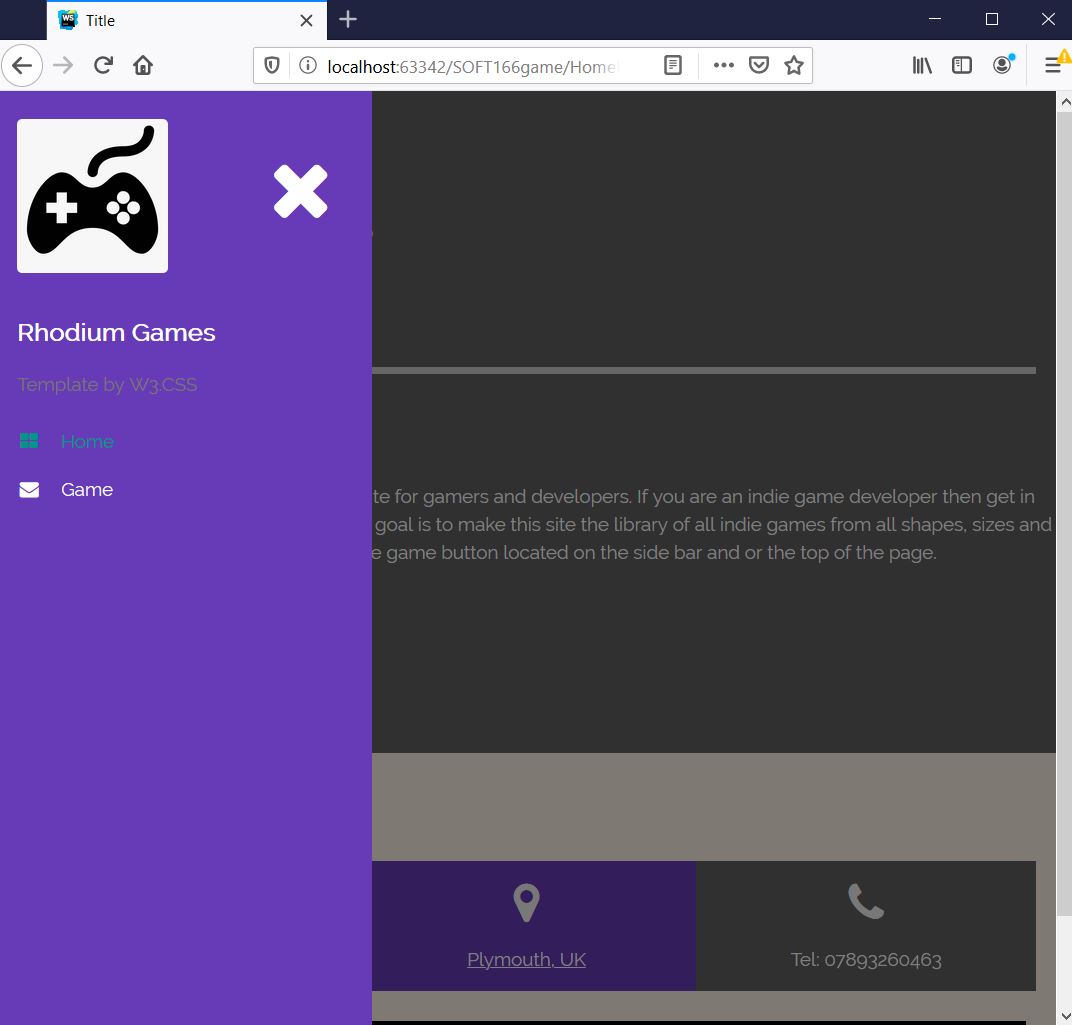 WS
Title
localhost:63342/SOFT166game/Home
Rhodium Games
Template by W3.CSS
Home
Game
te for gamers and developers. If you are an indie game developer then get in
goal is to make this site the library of all indie games from all shapes, sizes and
e game button located on the side bar and or the top of the page.
Plymouth, UK
Tel: 07893260463